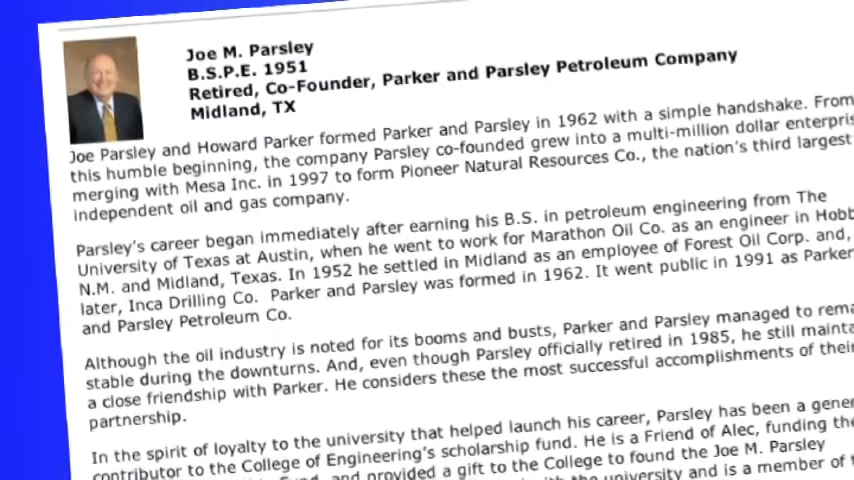 Joe M. Parsley
B.S.P.E. 1951
Retired, Co-Founder, Parker and Parsley Petroleum Company
Midland, TX
Joe Parsley and Howard Parker formed Parker and Parsley in 1962 with a simple handshake. From
this humble beginning, the company Parsley co-founded grew into a multi-million dollar
merging with Mesa Inc. in 1997 to form Pioneer Natural Resources Co., the nation's third largest
independent oil and gas company.
Parsley's career began immediately after earning his B.S. in petroleum engineering from The
University of Texas at Austin, when he went to work for Marathon Oil Co. as an engineer in
N.M. and Midland, Texas. In 1952 he settled in Midland as an employee of Forest Oil Corp. and,
later, Inca Drilling Co. Parker and Parsley was formed in 1962. It went public in 1991 as Parker
and Parsley Petroleum Co.
Although the oil industry is noted for its booms and busts, Parker and Parsley managed to
stable during the downturns. And, even though Parsley officially retired in 1985, he still
a close friendship with Parker. He considers these the most successful accomplishments of their
partnership.
In the spirit of loyalty to the university that helped launch his career, Parsley has been a
contributor to the College of Engineering's scholarship fund. He is a Friend of Alec, funding the
and provided a gift to the College to found the Joe M. Parsley
the university and is a member of